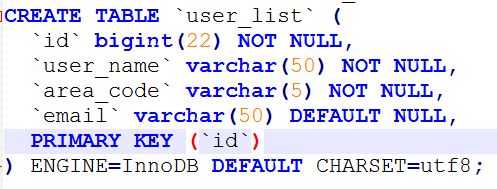 CREATE TABLE `user_list` (
`id` bigint(22) NOT NULL,
`user_name` varchar(50) NOT NULL,
`area_code` varchar(5) NOT NULL,
`email` varchar(50) DEFAULT NULL,
PRIMARY KEY (`id`)
) ENGINE=InnoDB DEFAULT CHARSET=utf8;